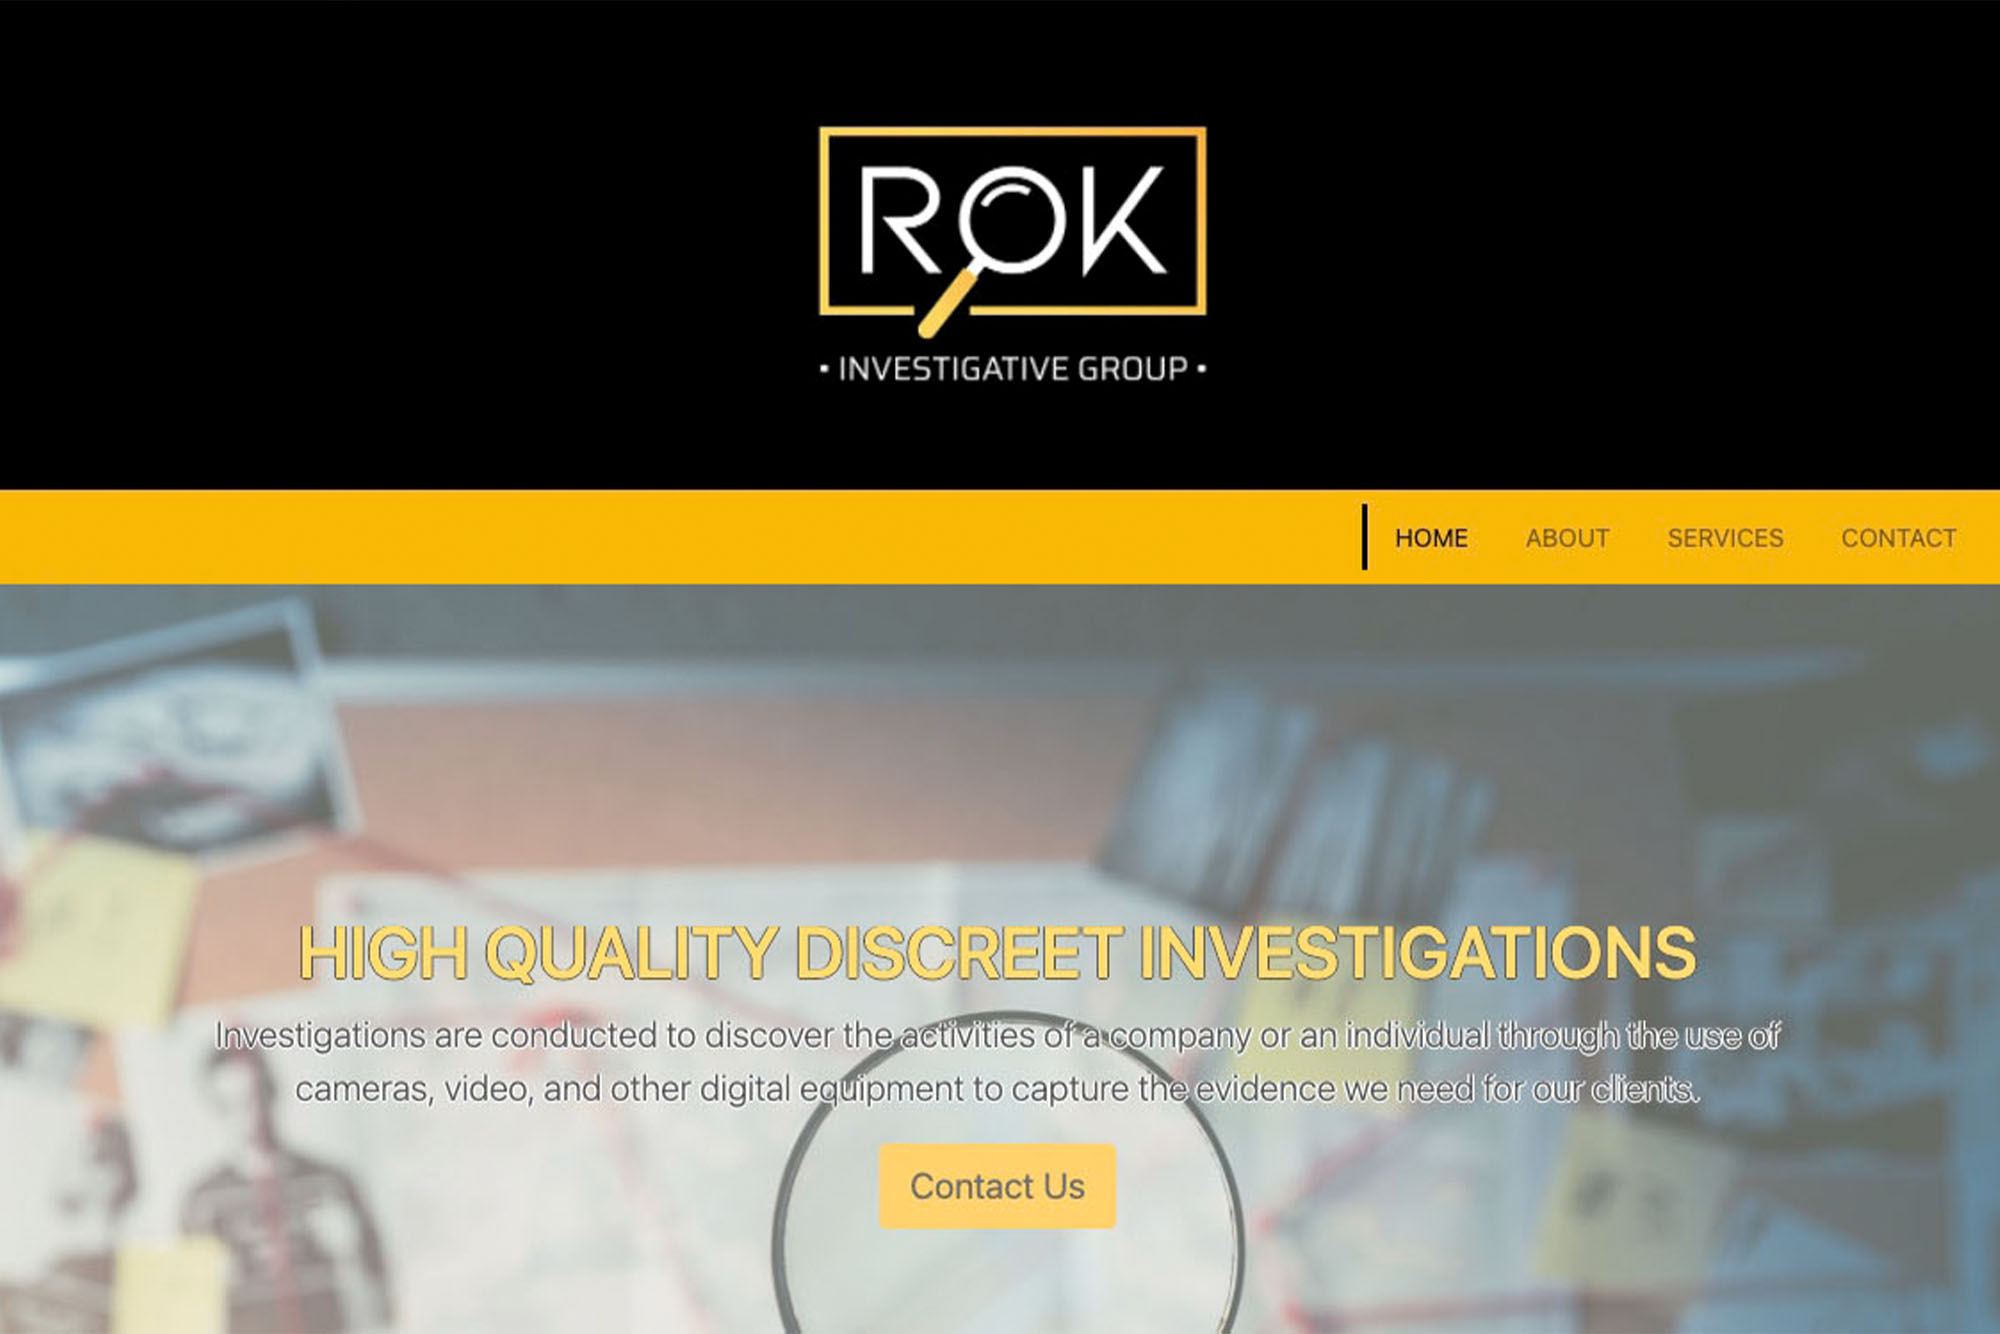 ROK
• INVESTIGATIVE GROUP •
HOME ABOUT SERVICES CONTACT
HIGH QUALITY DISCREET INVESTIGATIONS
Investigations are conducted to discover the activities of a company or an individual through the use of
cameras, video, and other digital equipment to capture the evidence we need for our clients.
Contact Us